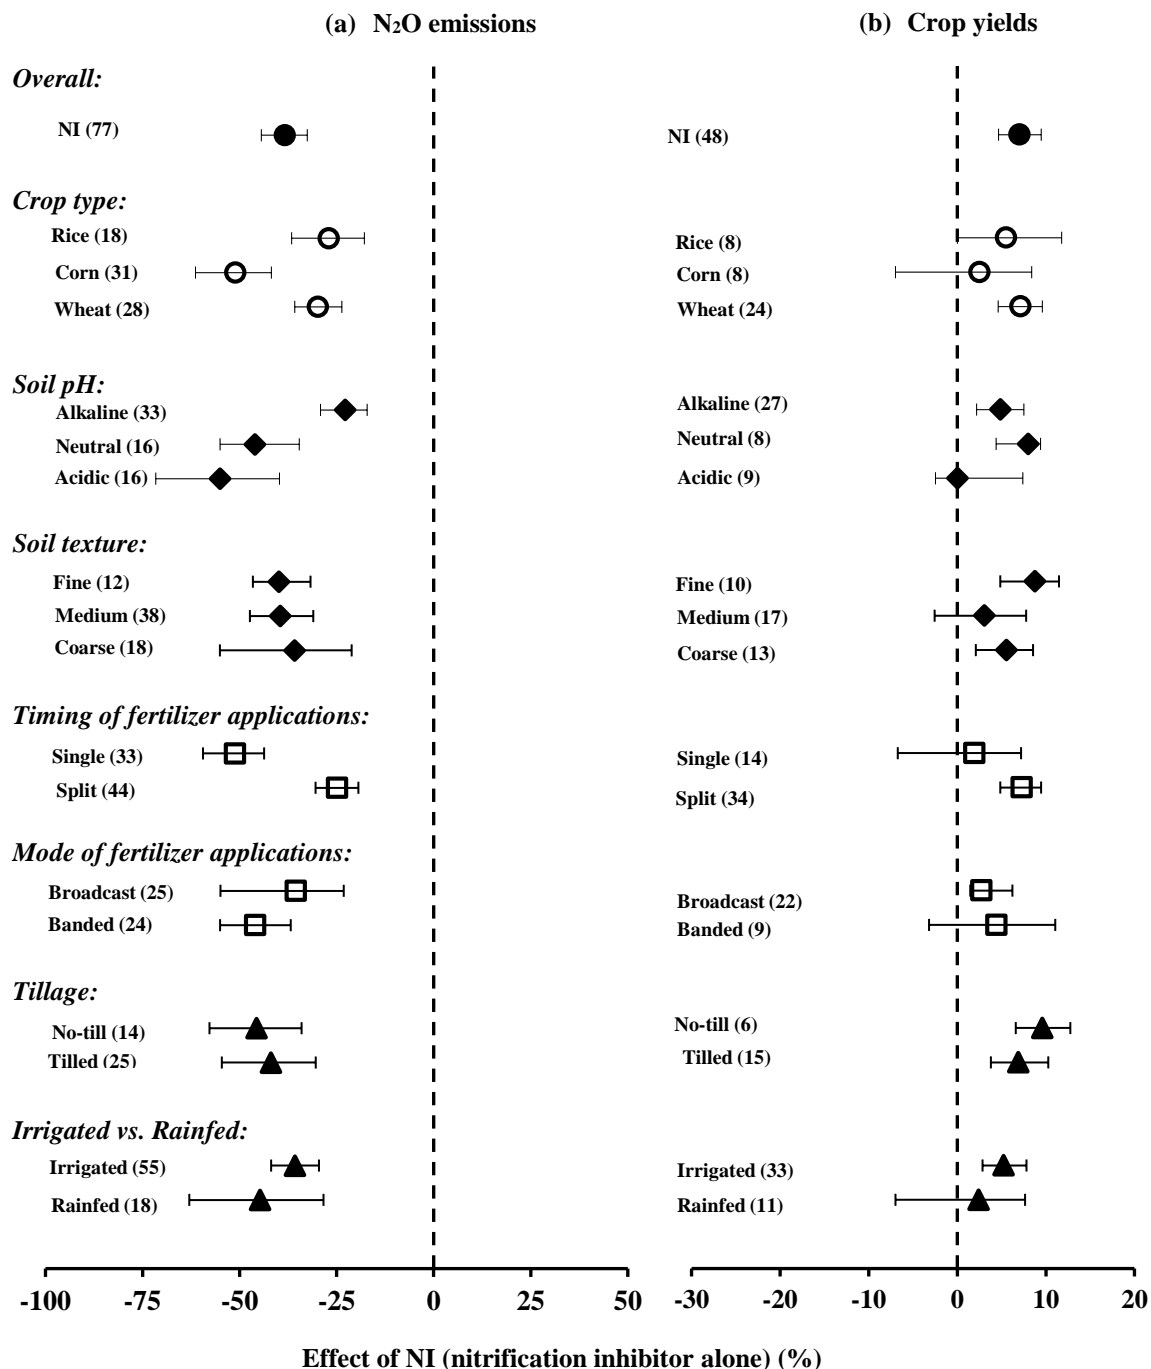 (a) N₂O emissions
(b) Crop yields
Overall:
NI (77)
NI (48)
Crop type:
Rice (18)
Rice (8)
Corn (31)
Corn (8)
Wheat (28)
Wheat (24)
Soil pH:
Alkaline (33)
Alkaline (27)
Neutral (16)
Neutral (8)
Acidic (16)
Acidic (9)
Soil texture:
Fine (12)
Fine (10)
Medium (38)
Medium (17)
Coarse (18)
Coarse (13)
Timing of fertilizer applications:
Single (33)
Single (14)
Split (44)
Split (34)
Mode of fertilizer applications:
Broadcast (25)
Broadcast (22)
Banded (24)
Banded (9)
Tillage:
No-till (14)
No-till (6)
Tilled (25)
Tilled (15)
Irrigated vs. Rainfed:
Irrigated (55)
Irrigated (33)
Rainfed (18)
Rainfed (11)
-100 -75 -50 -25 0 25 50
-30 -20 -10 0 10 20
Effect of NI (nitrification inhibitor alone) (%)